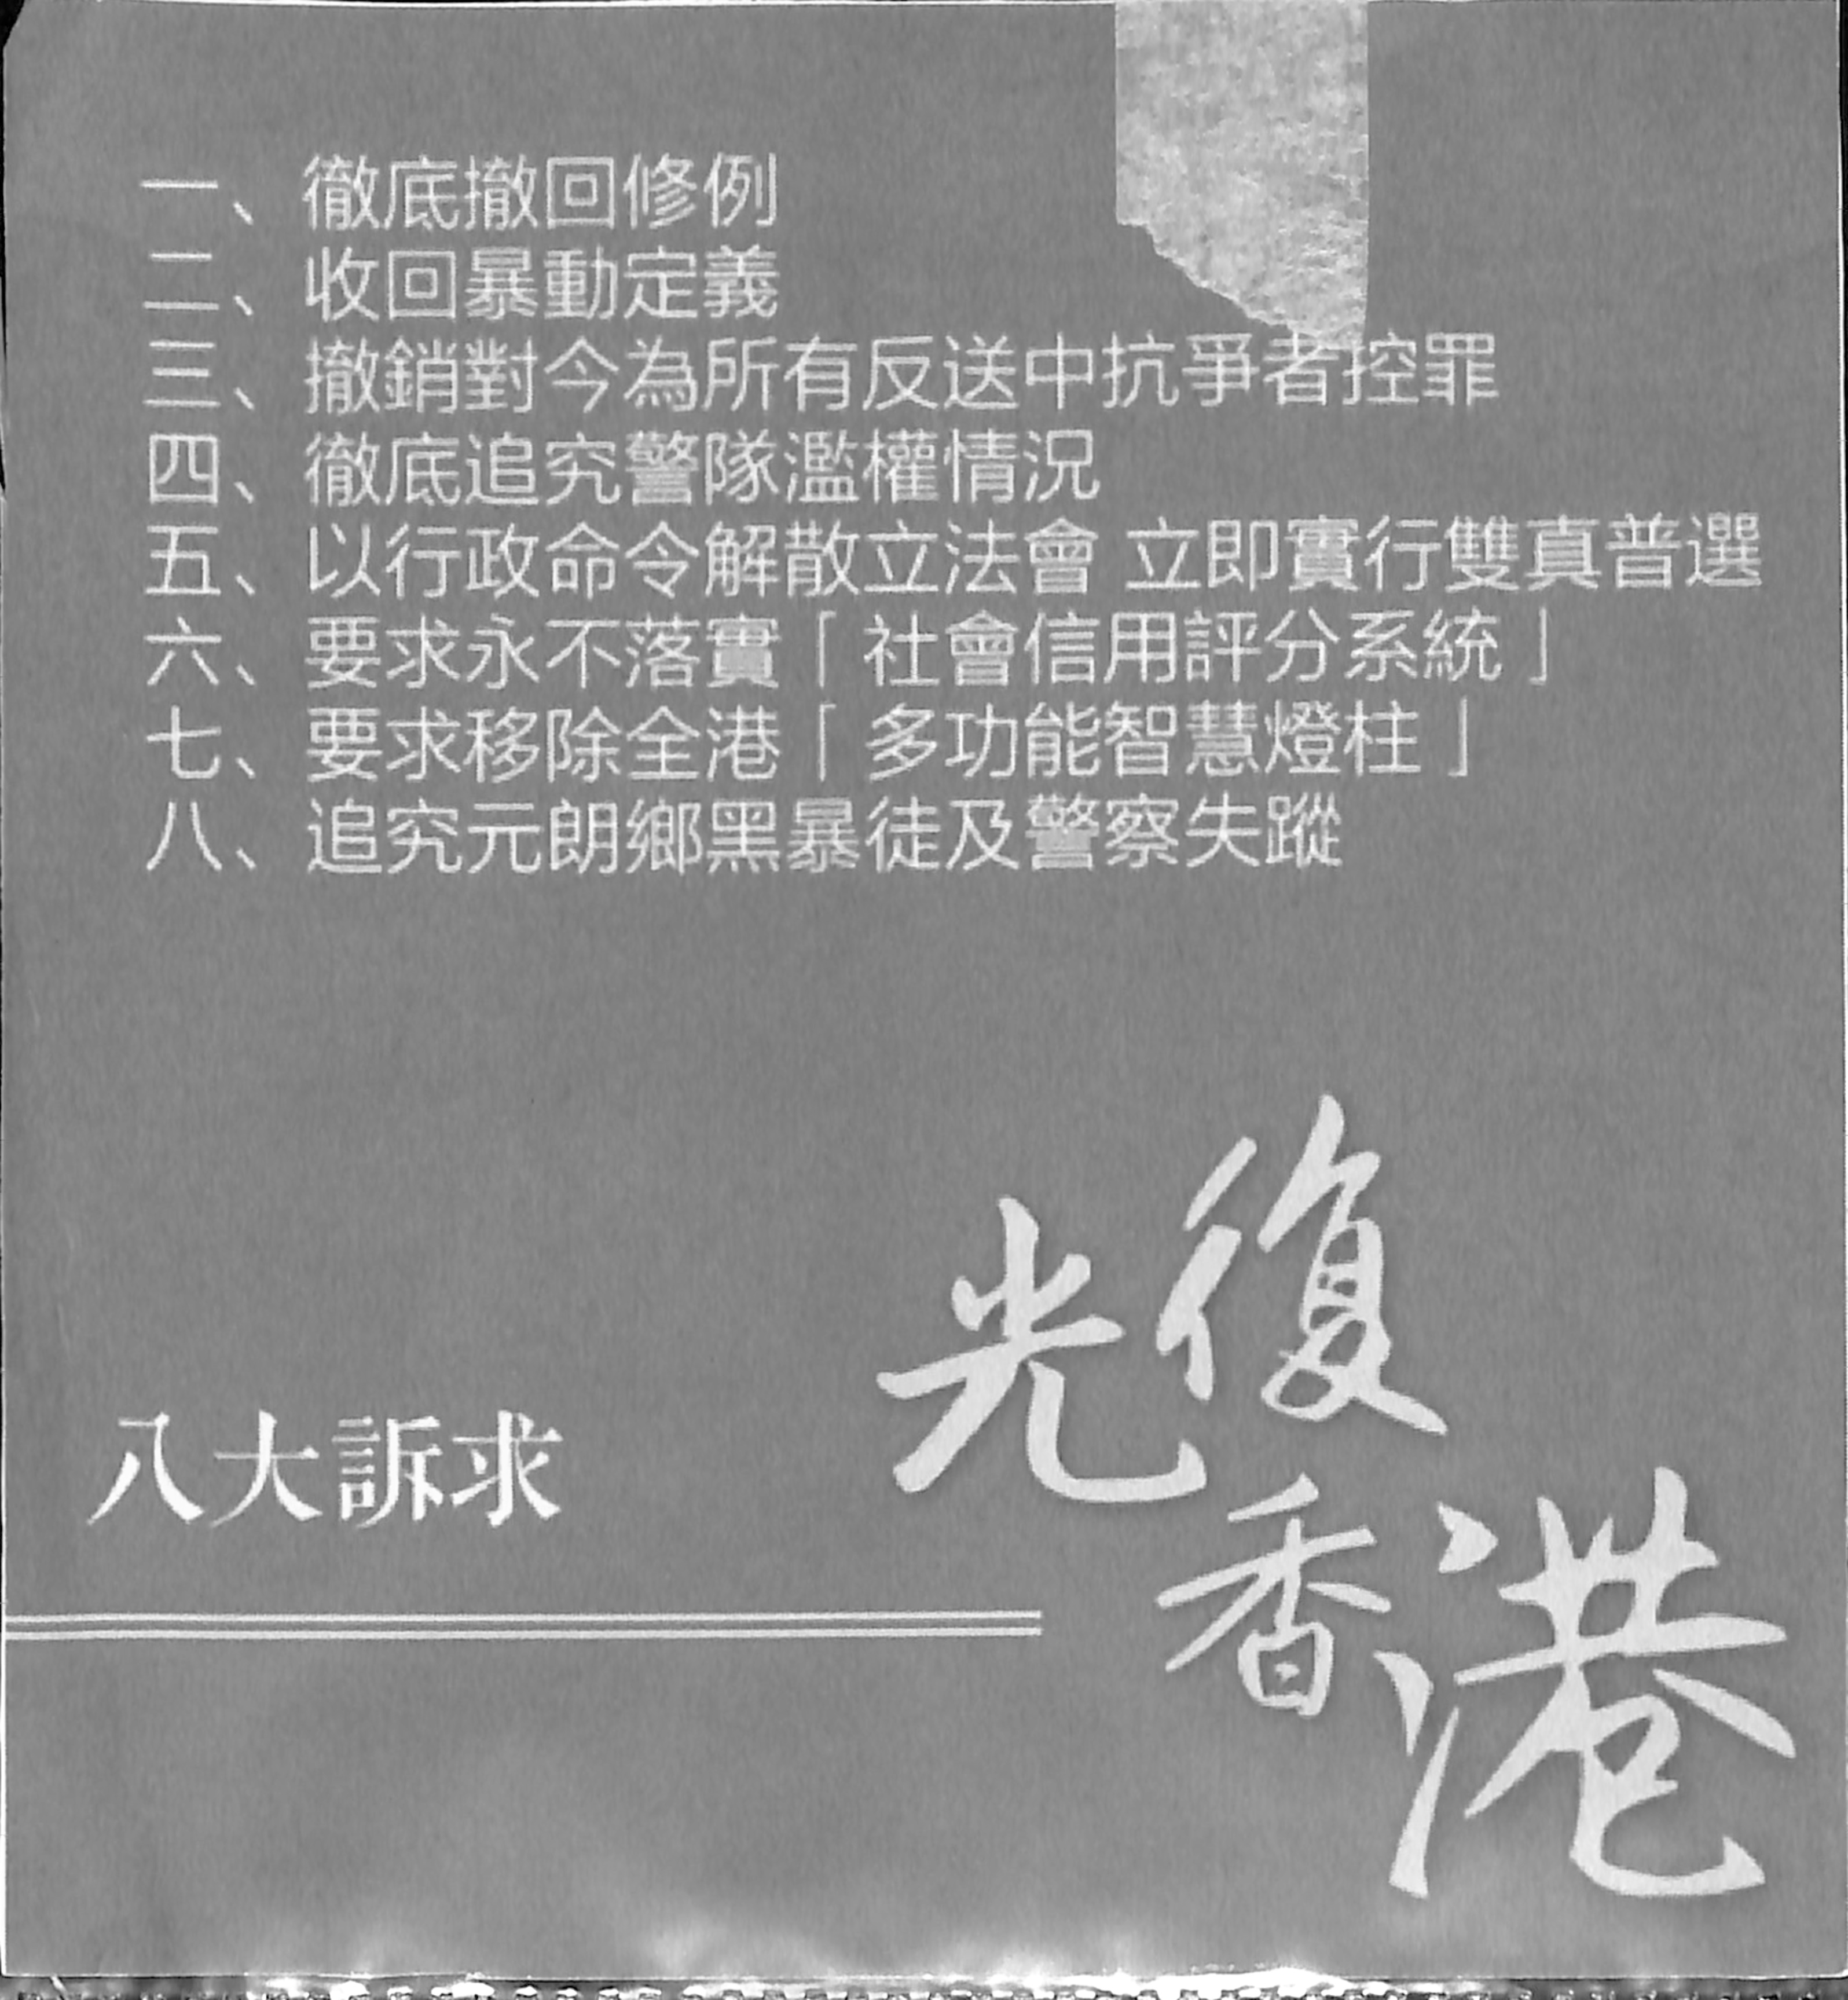 一、徹底撤回修例
二、收回暴動定義
三、撤銷對今為所有反送中抗爭者控罪
四、徹底追究警隊濫權情況
五、以行政命令解散立法會 立即實行雙真普選
六、要求永不落實「社會信用評分系統」
七、要求移除全港「多功能智慧燈柱」
八、追究元朗鄉黑暴徒及警察失蹤
八大訴求
光復
香港